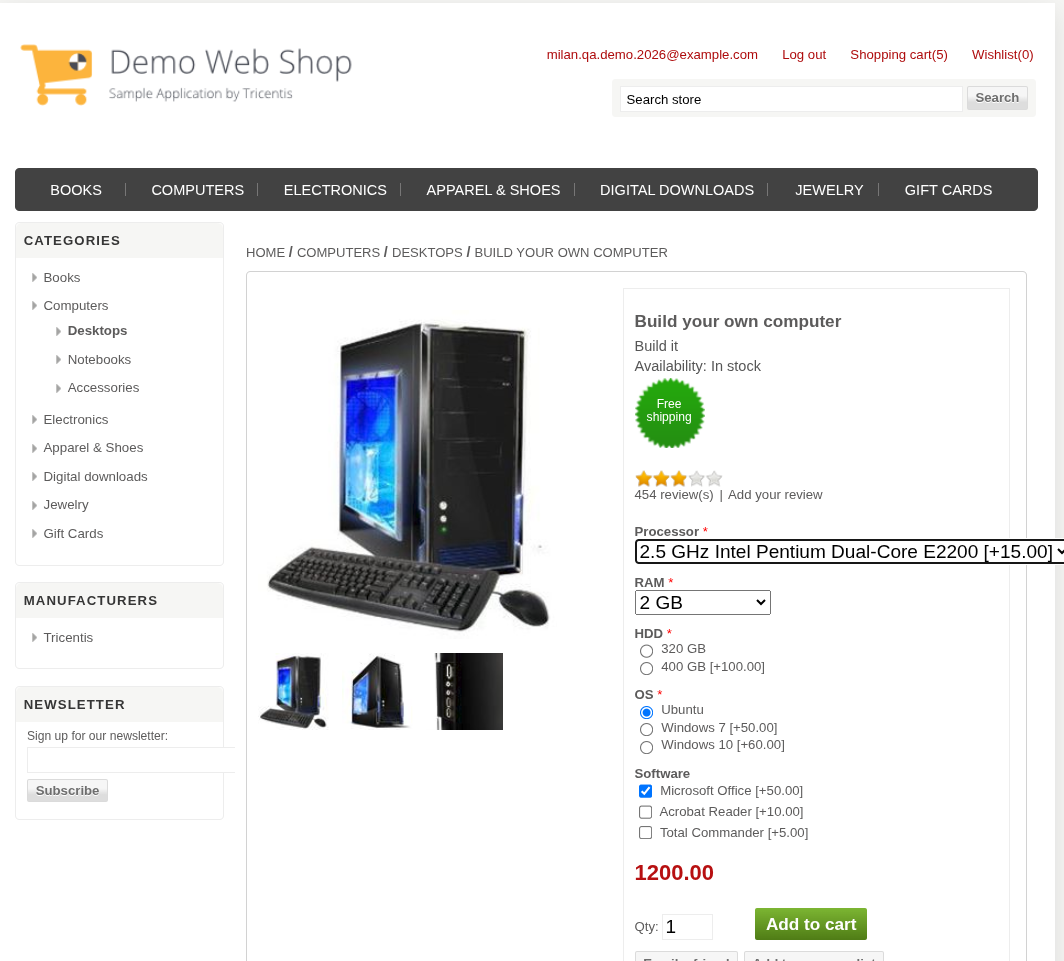 Demo Web Shop
Sample Application by Tricentis
milan.qa.demo.2026@example.com Log out Shopping cart(5) Wishlist(0)
Search store Search
BOOKS COMPUTERS ELECTRONICS APPAREL & SHOES DIGITAL DOWNLOADS JEWELRY GIFT CARDS
CATEGORIES
Books
Computers
Desktops
Notebooks
Accessories
Electronics
Apparel & Shoes
Digital downloads
Jewelry
Gift Cards
MANUFACTURERS
Tricentis
NEWSLETTER
Sign up for our newsletter:
Subscribe
HOME / COMPUTERS / DESKTOPS / BUILD YOUR OWN COMPUTER
Build your own computer
Build it
Availability: In stock
Free
shipping
454 review(s) | Add your review
Processor *
2.5 GHz Intel Pentium Dual-Core E2200 [+15.00]
RAM *
2 GB
HDD *
320 GB
400 GB [+100.00]
OS *
Ubuntu
Windows 7 [+50.00]
Windows 10 [+60.00]
Software
Microsoft Office [+50.00]
Acrobat Reader [+10.00]
Total Commander [+5.00]
1200.00
Qty: 1 Add to cart